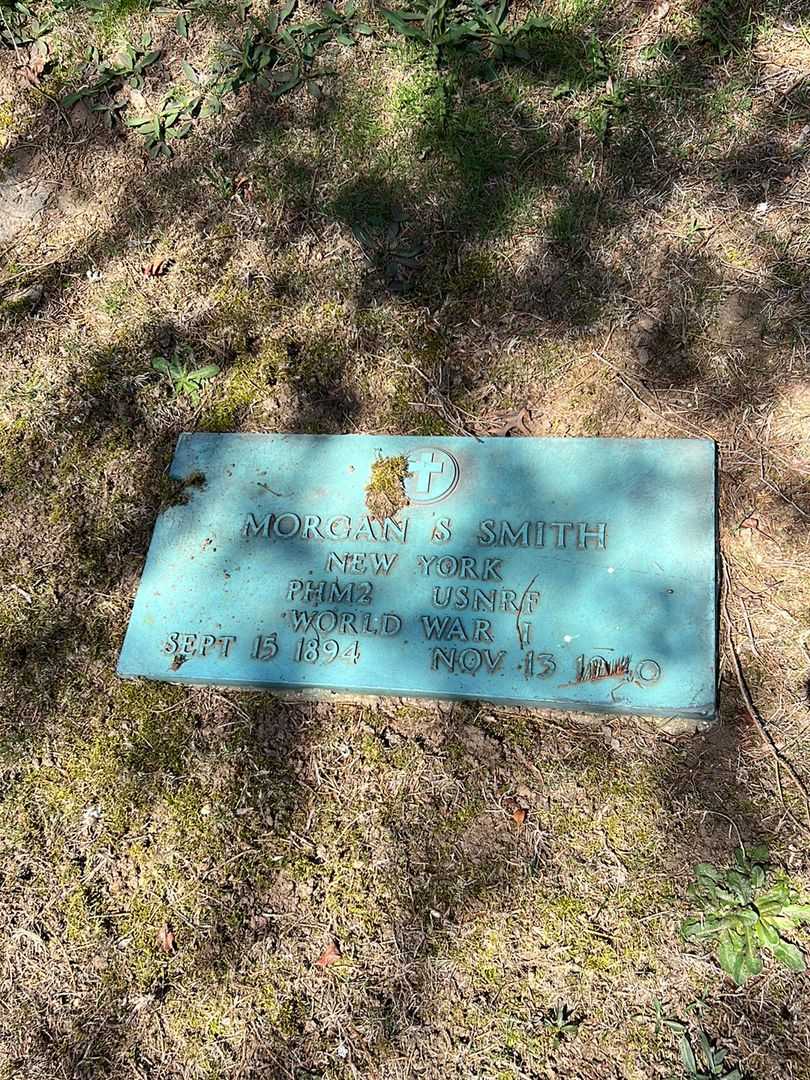 MORGAN S SMITH
NEW YORK
PHM2 USNRF
WORLD WAR I
SEPT 15 1894 NOV 13